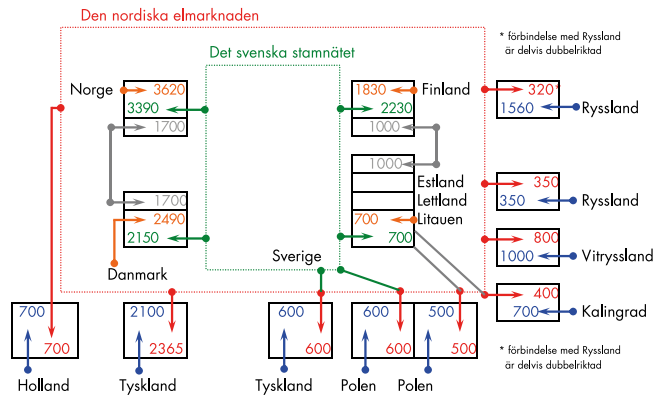 Den nordiska elmarknaden
* förbindelse med Ryssland
är delvis dubbelriktad
Det svenska stamnätet
Norge
3620
3390
1700
1830
Finland
2230
1000
320*
1560
Ryssland
1000
Estland
Lettland
700
Litauen
700
350
350
Ryssland
1700
2490
2150
Danmark
Sverige
800
1000
Vitryssland
400
700
Kalingrad
700
700
Holland
2100
2365
Tyskland
600
600
Tyskland
600
600
Polen
500
500
Polen
* förbindelse med Ryssland
är delvis dubbelriktad